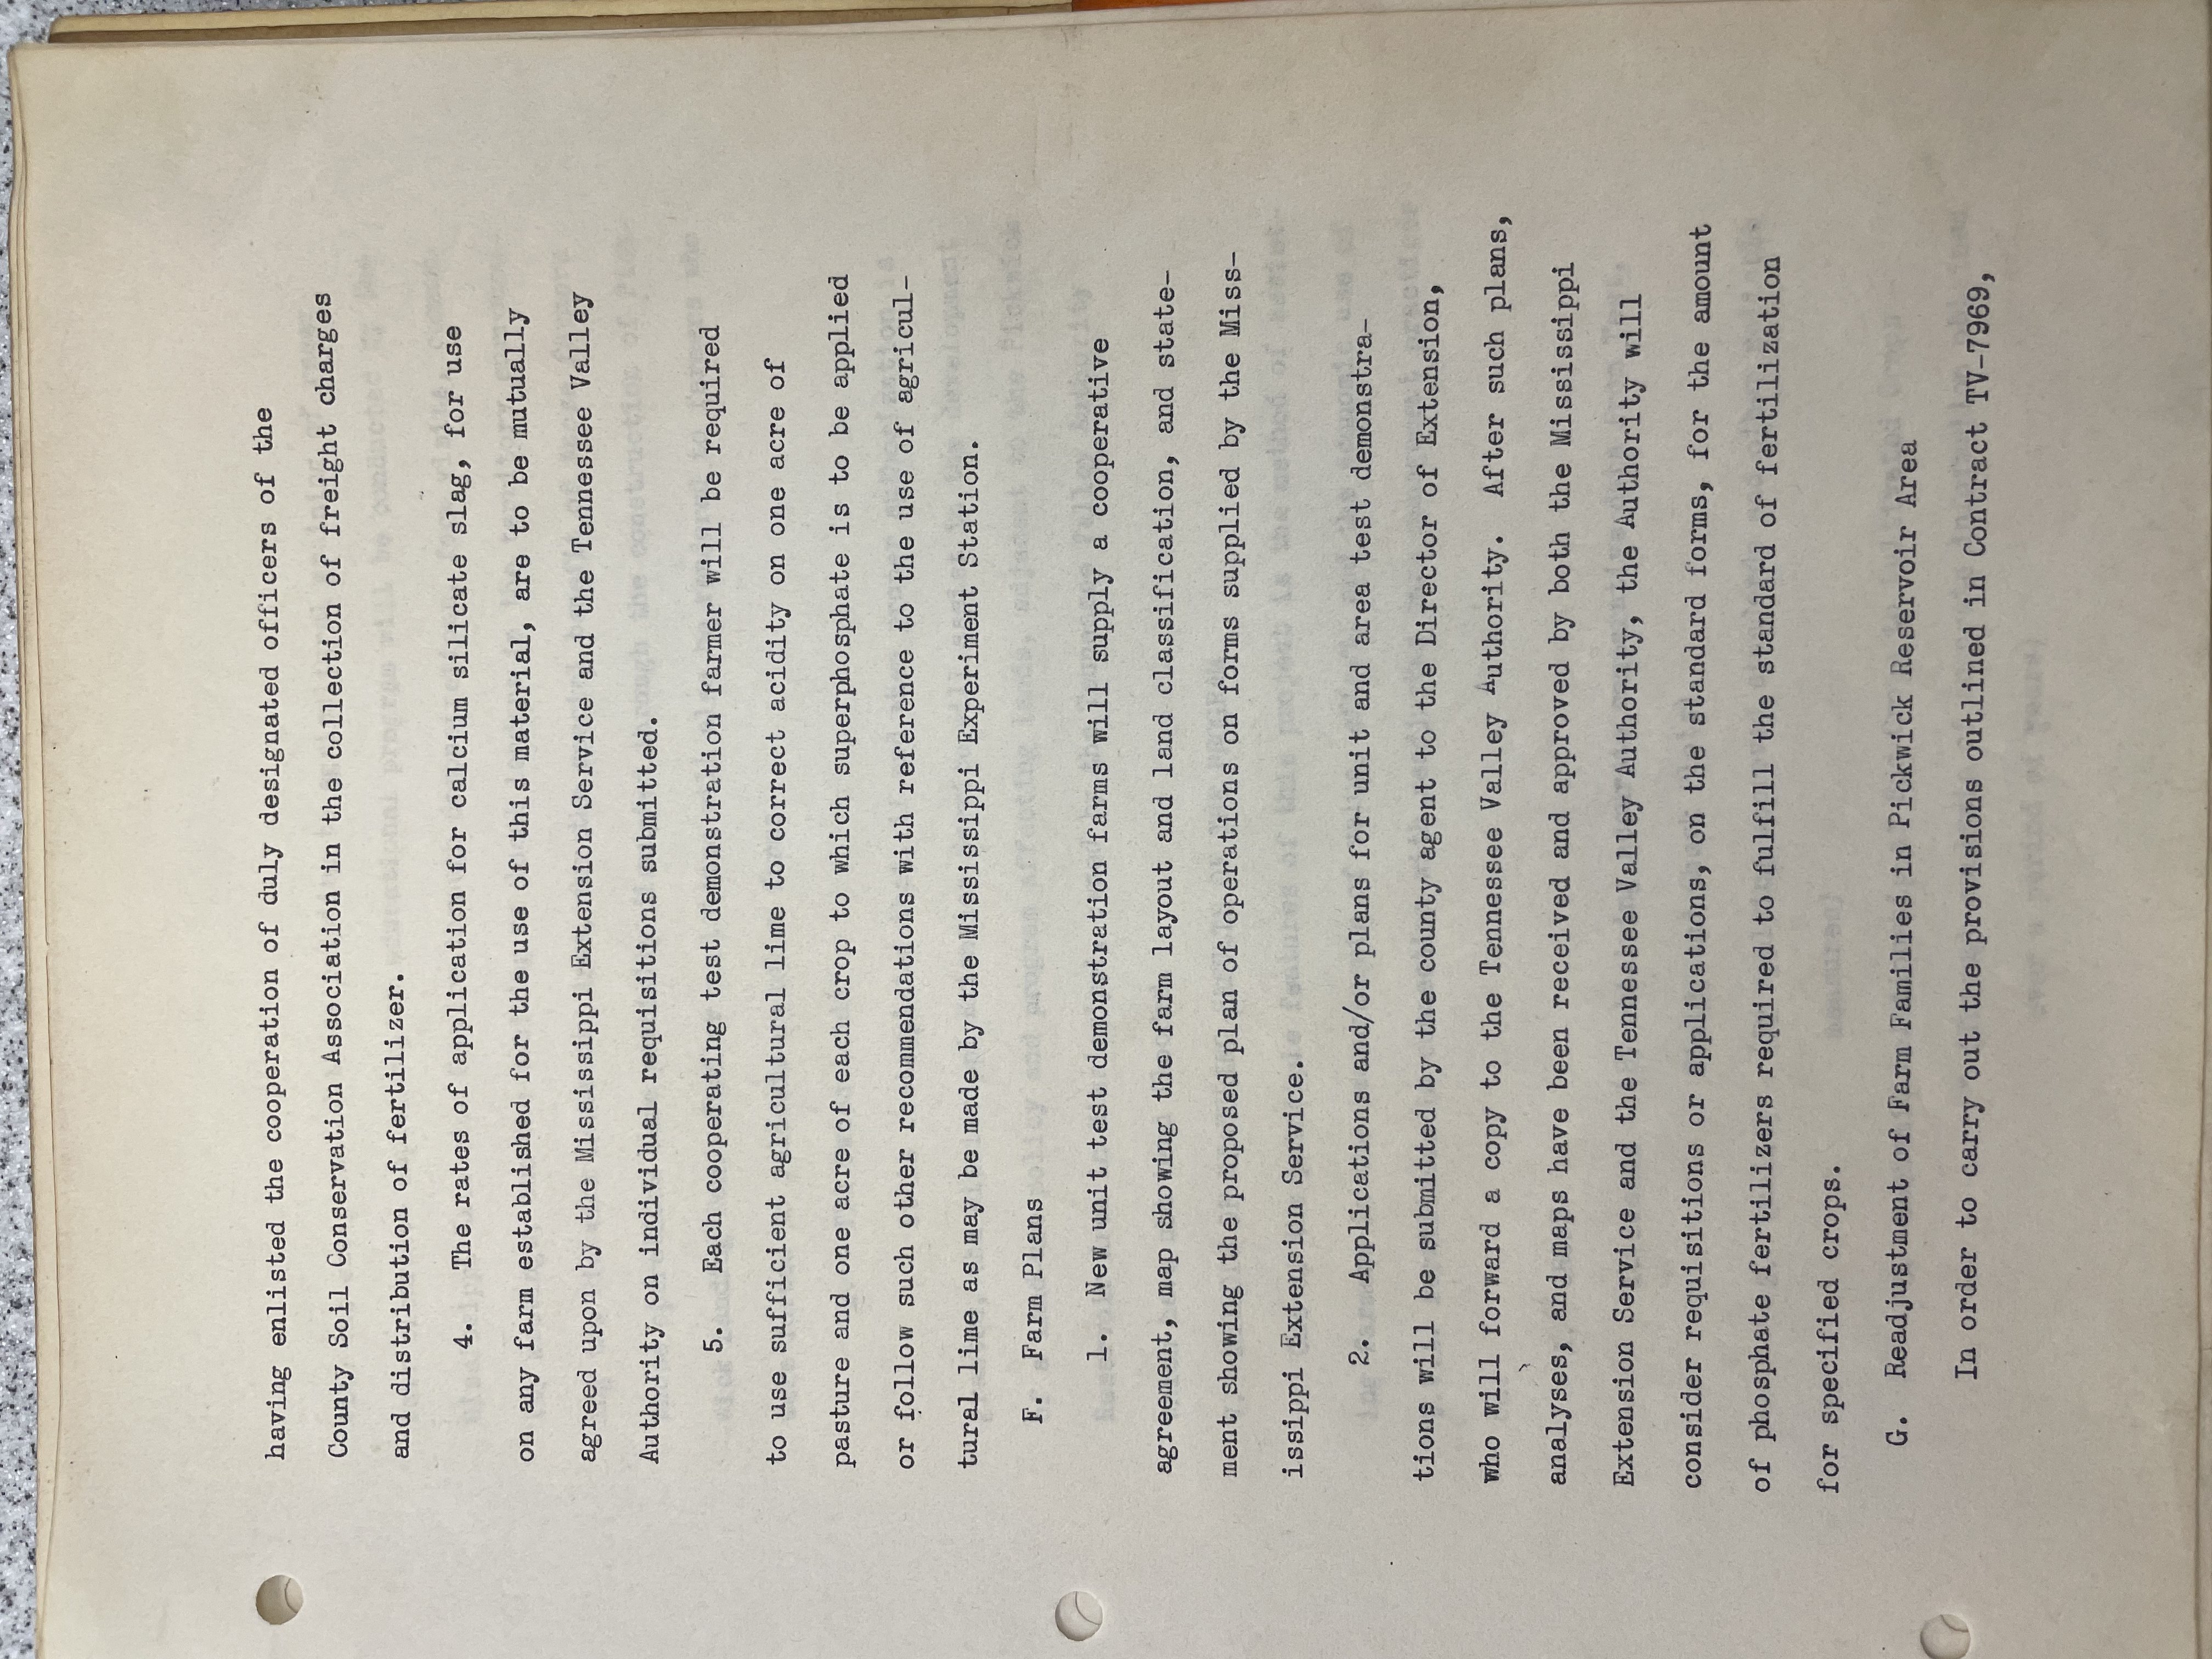 having enlisted the cooperation of duly designated officers of the
County Soil Conservation Association in the collection of freight charges
and distribution of fertilizer.
4. The rates of application for calcium silicate slag, for use
on any farm established for the use of this material, are to be mutually
agreed upon by the Mississippi Extension Service and the Tennessee Valley
Authority on individual requisitions submitted.
5. Each cooperating test demonstration farmer will be required
to use sufficient agricultural lime to correct acidity on one acre of
pasture and one acre of each crop to which superphosphate is to be applied
or follow such other recommendations with reference to the use of agricul-
tural lime as may be made by the Mississippi Experiment Station.
F. Farm Plans
1. New unit test demonstration farms will supply a cooperative
agreement, map showing the farm layout and land classification, and state-
ment showing the proposed plan of operations on forms supplied by the Miss-
issippi Extension Service.
2. Applications and/or plans for unit and area test demonstra-
tions will be submitted by the county agent to the Director of Extension,
who will forward a copy to the Tennessee Valley Authority. After such plans,
analyses, and maps have been received and approved by both the Mississippi
Extension Service and the Tennessee Valley Authority, the Authority will
consider requisitions or applications, on the standard forms, for the amount
of phosphate fertilizers required to fulfill the standard of fertilization
for specified crops.
G. Readjustment of Farm Families in Pickwick Reservoir Area
In order to carry out the provisions outlined in Contract TV-7969,